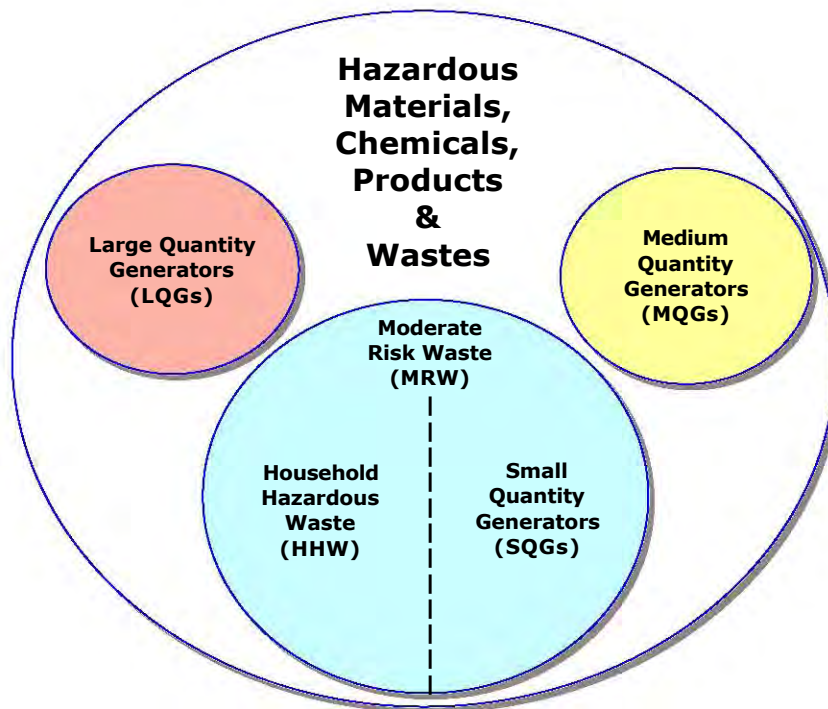 Hazardous
Materials,
Chemicals,
Products
&
Wastes
Large Quantity
Generators
(LQGs)
Medium
Quantity
Generators
(MQGs)
Moderate
Risk Waste
(MRW)
Household
Hazardous
Waste
(HHW)
Small
Quantity
Generators
(SQGs)